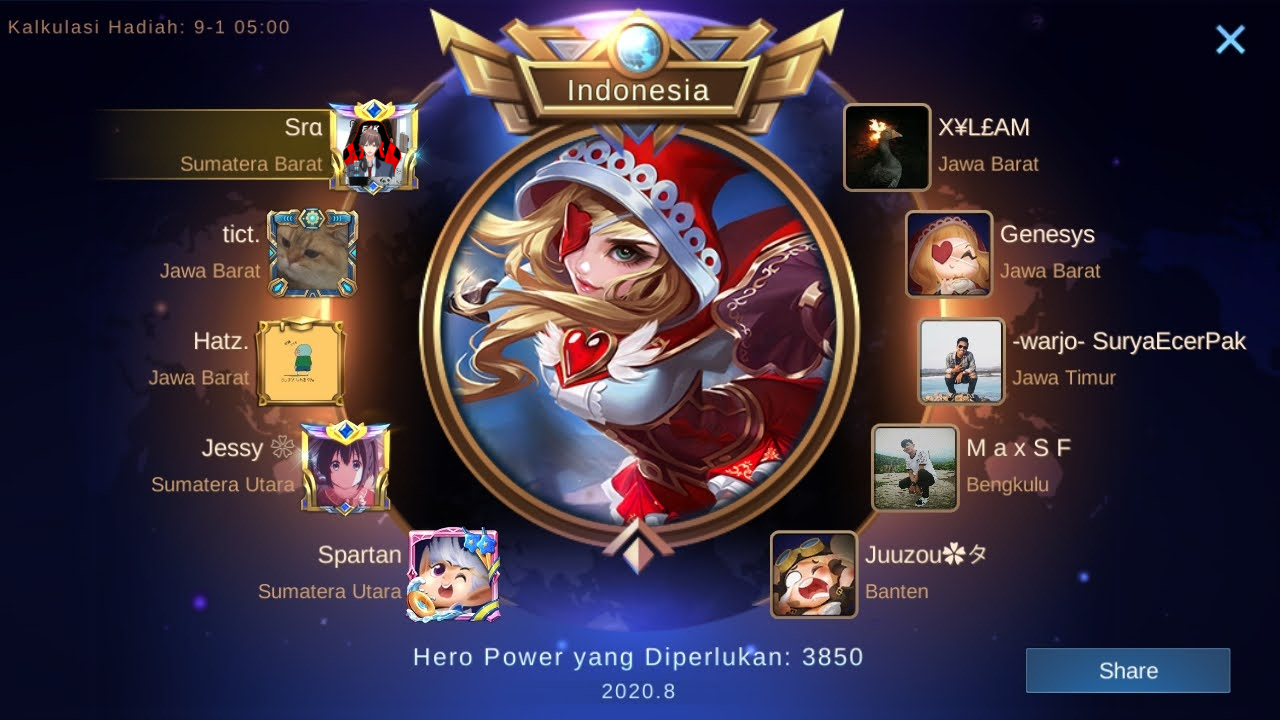 Kalkulasi Hadiah: 9-1 05:00
Indonesia
Srα
Sumatera Barat
X¥L£AM
Jawa Barat
tict.
Jawa Barat
Genesys
Jawa Barat
Hatz.
Jawa Barat
-warjo- SuryaEcerPak
Jawa Timur
Jessy ❀
Sumatera Utara
M a x S F
Bengkulu
Spartan
Sumatera Utara
Juuzou✽タ
Banten
Hero Power yang Diperlukan: 3850
2020.8
Share